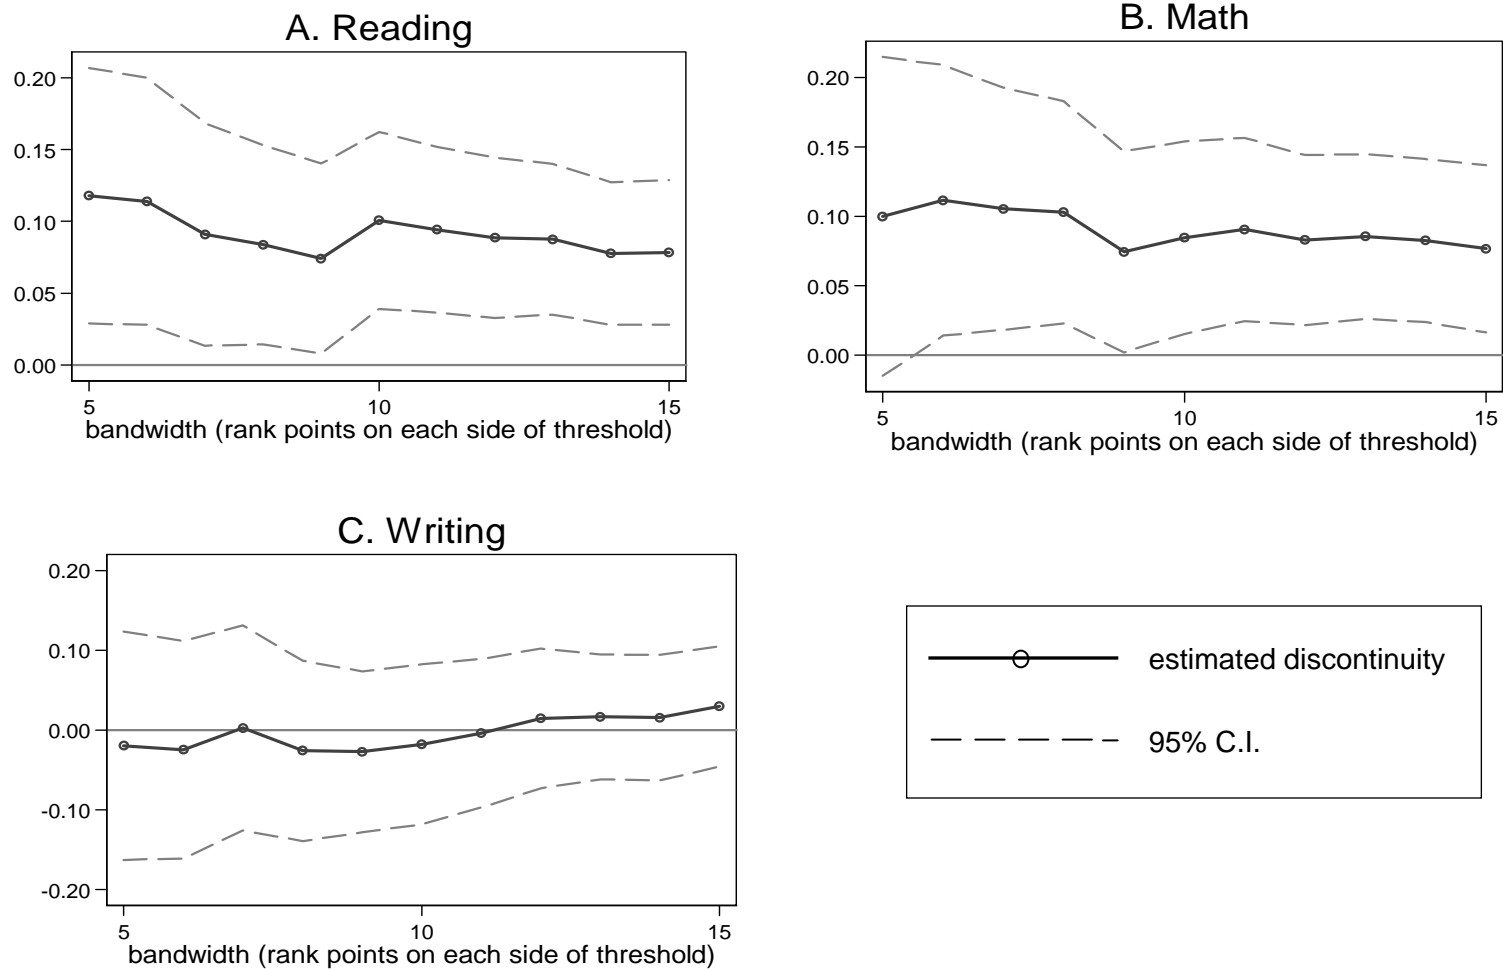 A. Reading
0.20
0.15
0.10
0.05
0.00
5 10 15
bandwidth (rank points on each side of threshold)
B. Math
0.20
0.15
0.10
0.05
0.00
5 10 15
bandwidth (rank points on each side of threshold)
C. Writing
0.20
0.10
0.00
-0.10
-0.20
5 10 15
bandwidth (rank points on each side of threshold)
estimated discontinuity
95% C.I.